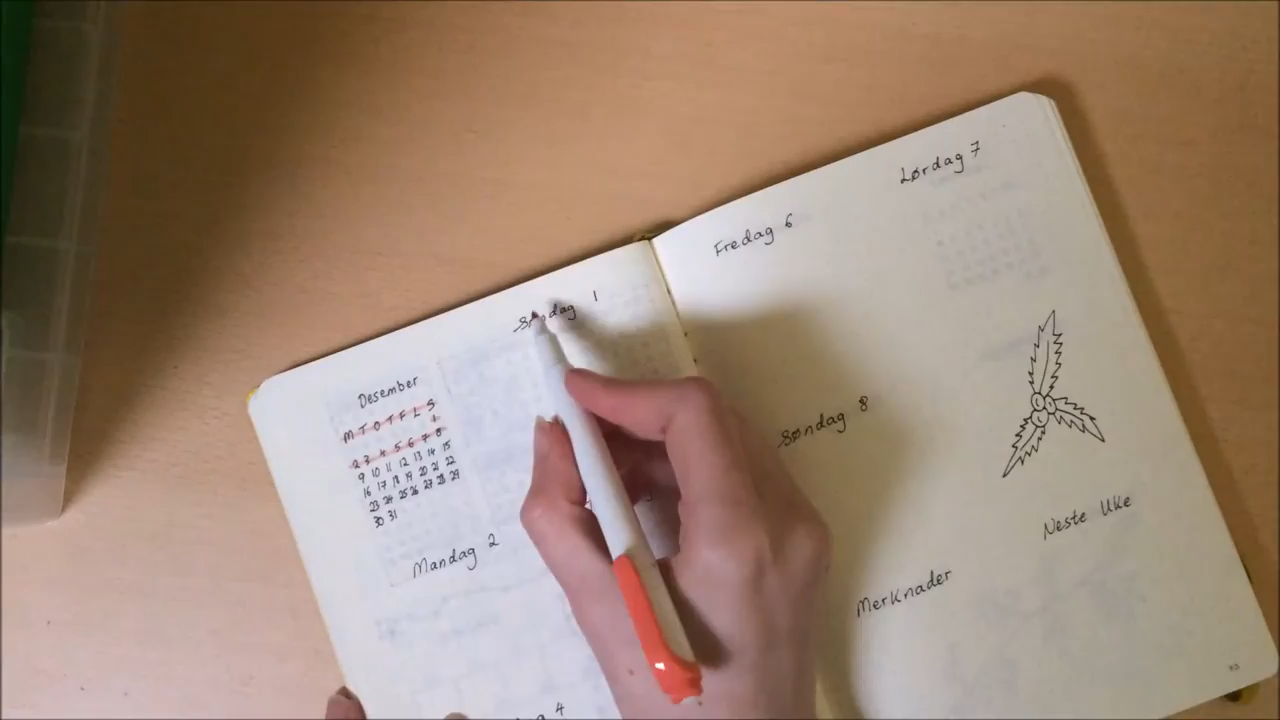 Søndag 1
Desember
M T O T F L S
1
2 3 4 5 6 7 8
9 10 11 12 13 14 15
16 17 18 19 20 21 22
23 24 25 26 27 28 29
30 31
Mandag 2
4
Fredag 6
Lørdag 7
Søndag 8
Neste Uke
Merknader